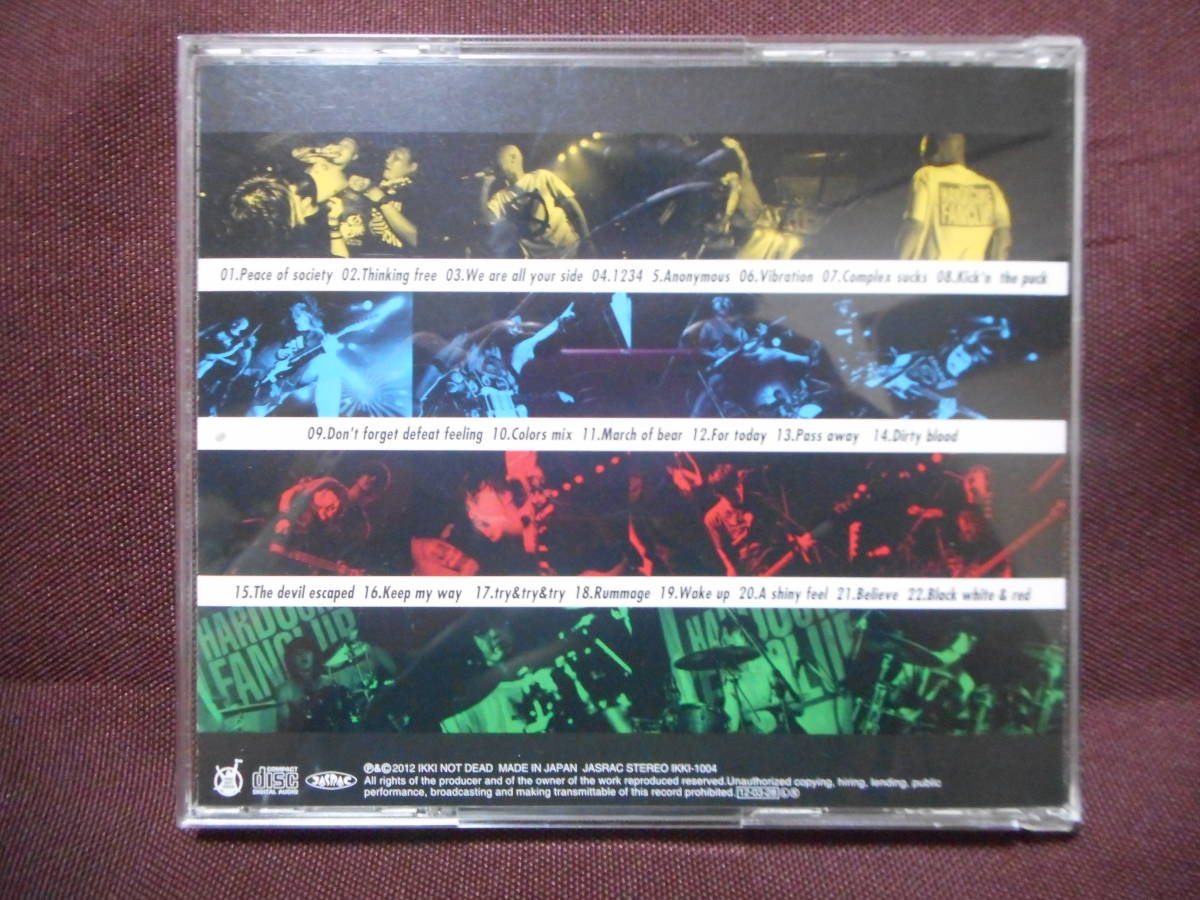 01.Peace of society 02.Thinking free 03.We are all your side 04.1234 5.Anonymous 06.Vibration 07.Complex sucks 08.Kick'n the puck
09.Don't forget defeat feeling 10.Colors mix 11.March of bear 12.For today 13.Pass away 14.Dirty blood
15.The devil escaped 16.Keep my way 17.try&try&try 18.Rummage 19.Wake up 20.A shiny feel 21.Believe 22.Black white & red
HARDCO
FANCLUB
COMPACT
disc
DIGITAL AUDIO
JASRAC
℗&©2012 IKKI NOT DEAD MADE IN JAPAN JASRAC STEREO IKKI-1004
All rights of the producer and of the owner of the work reproduced reserved.Unauthorized copying, hiring, lending, public
performance, broadcasting and making transmittable of this record prohibited. 12-03-28 Ⓛ Ⓧ